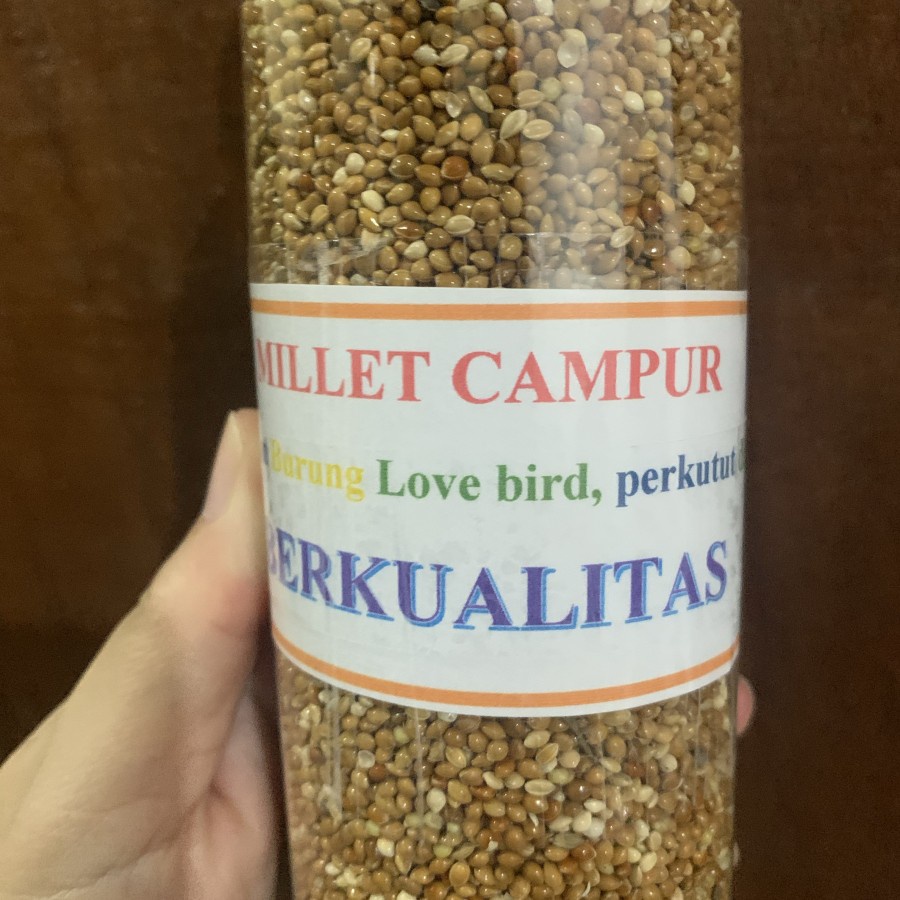 MILLET CAMPUR
Burung Love bird, perkutut
BERKUALITAS